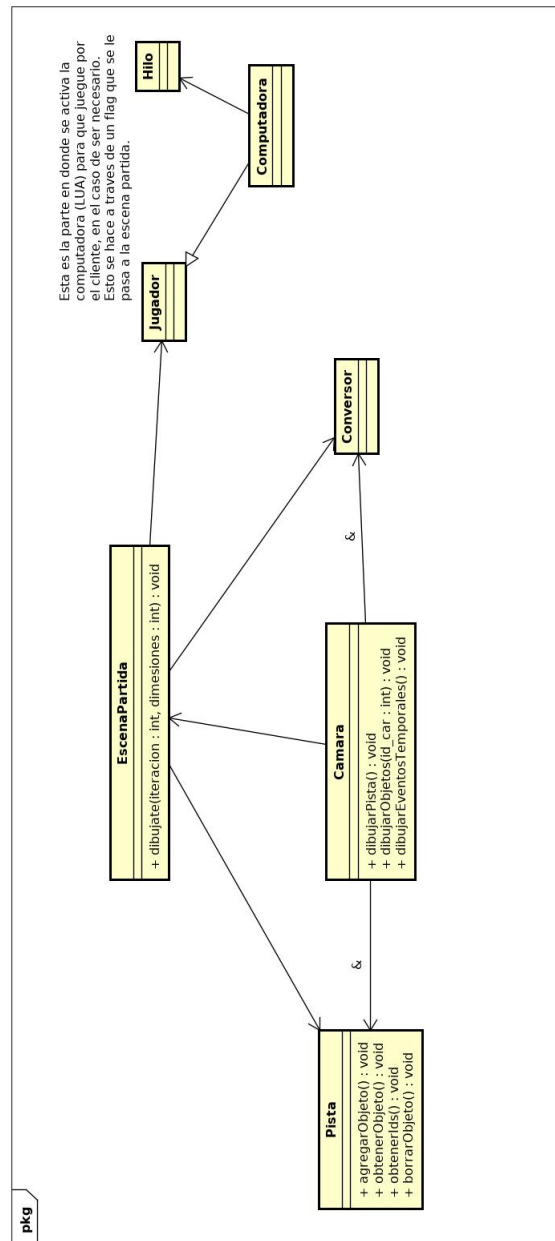 pkg
Esta es la parte en donde se activa la
computadora (LUA) para que juegue por
el cliente, en el caso de ser necesario.
Esto se hace a traves de un flag que se le
pasa a la escena partida.
EscenaPartida
+ dibujate(iteracion : int, dimesiones : int) : void
Jugador
Hilo
Computadora
Pista
+ agregarObjeto() : void
+ obtenerObjeto() : void
+ obtenerIds() : void
+ borrarObjeto() : void
&
Camara
+ dibujarPista() : void
+ dibujarObjetos(id_car : int) : void
+ dibujarEventosTemporales() : void
&
Conversor